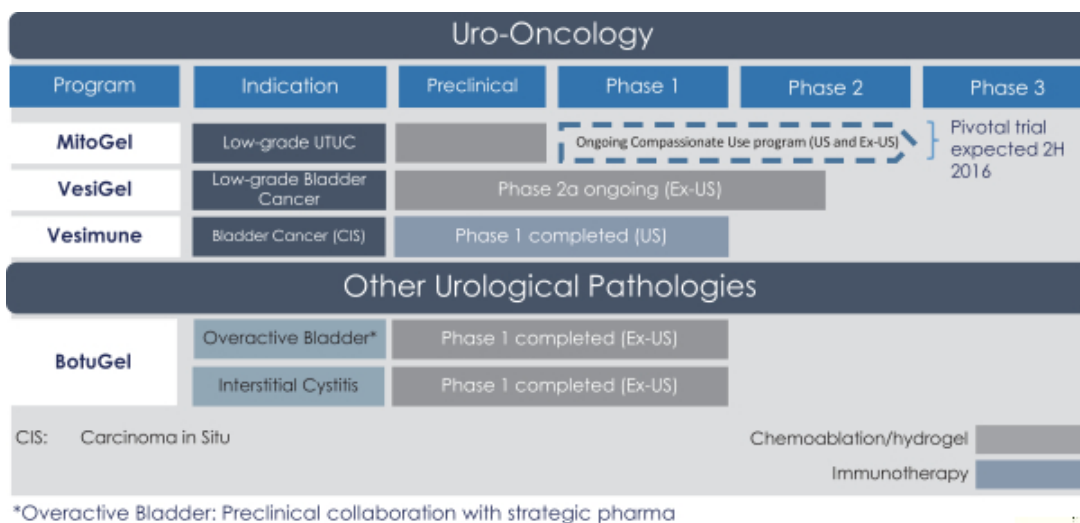 Uro-Oncology
Program Indication Preclinical Phase 1 Phase 2 Phase 3
MitoGel Low-grade UTUC Ongoing Compassionate Use program (US and Ex-US) Pivotal trial
expected 2H
2016
VesiGel Low-grade Bladder
Cancer Phase 2a ongoing (Ex-US)
Vesimune Bladder Cancer (CIS) Phase 1 completed (US)
Other Urological Pathologies
BotuGel Overactive Bladder* Phase 1 completed (Ex-US)
Interstitial Cystitis Phase 1 completed (Ex-US)
CIS: Carcinoma in Situ
Chemoablation/hydrogel
Immunotherapy
*Overactive Bladder: Preclinical collaboration with strategic pharma